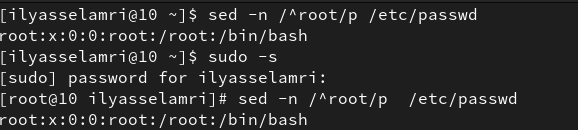 [ilyasselamri@10 ~]$ sed -n /^root/p /etc/passwd
root:x:0:0:root:/root:/bin/bash
[ilyasselamri@10 ~]$ sudo -s
[sudo] password for ilyasselamri:
[root@10 ilyasselamri]# sed -n /^root/p  /etc/passwd
root:x:0:0:root:/root:/bin/bash